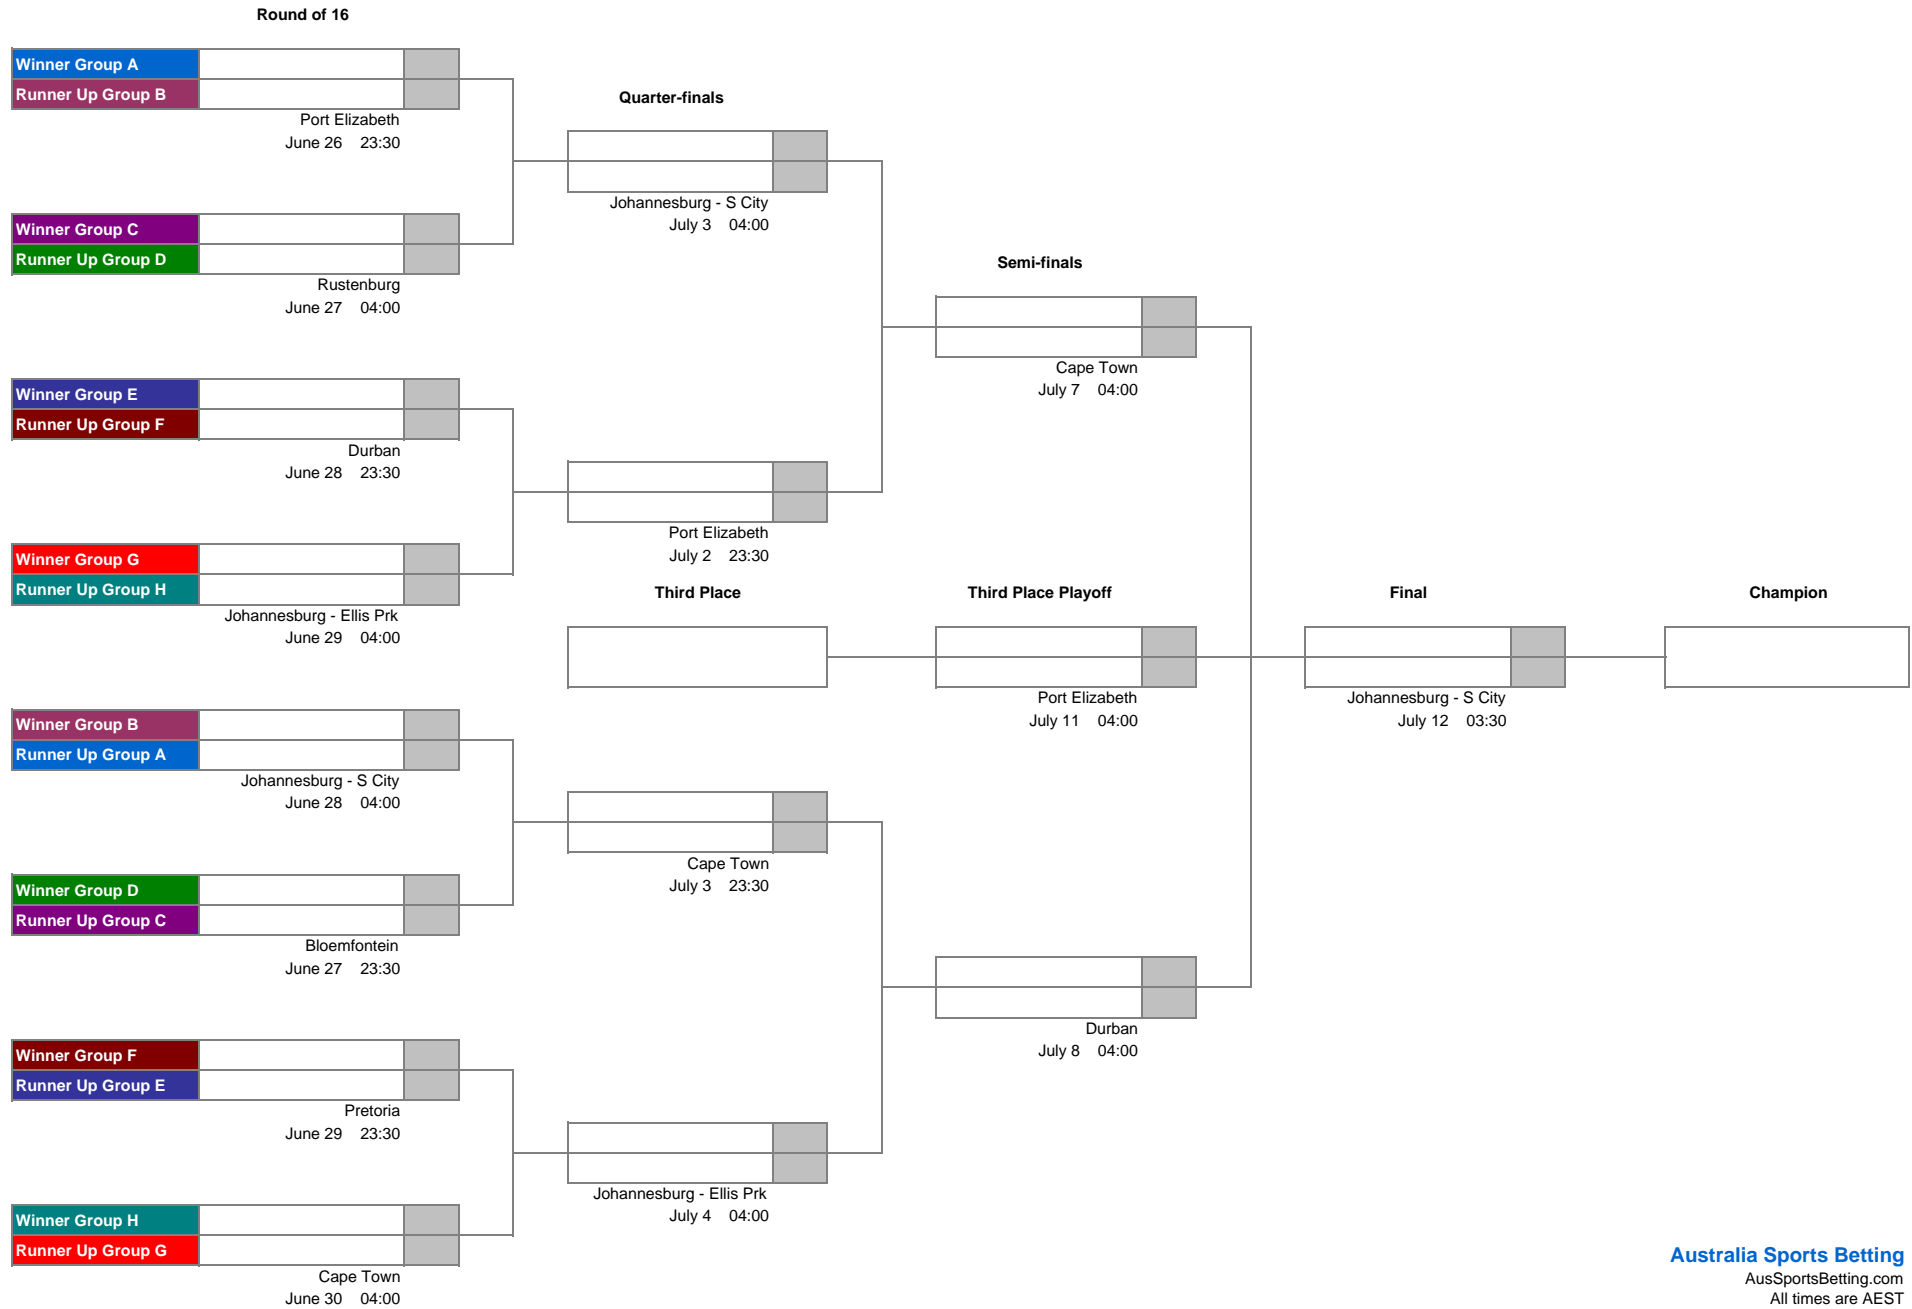 Round of 16
Winner Group A
Runner Up Group B
Port Elizabeth
June 26 23:30
Winner Group C
Runner Up Group D
Rustenburg
June 27 04:00
Winner Group E
Runner Up Group F
Durban
June 28 23:30
Winner Group G
Runner Up Group H
Johannesburg - Ellis Prk
June 29 04:00
Winner Group B
Runner Up Group A
Johannesburg - S City
June 28 04:00
Winner Group D
Runner Up Group C
Bloemfontein
June 27 23:30
Winner Group F
Runner Up Group E
Pretoria
June 29 23:30
Winner Group H
Runner Up Group G
Cape Town
June 30 04:00
Quarter-finals
Johannesburg - S City
July 3 04:00
Port Elizabeth
July 2 23:30
Third Place
Cape Town
July 3 23:30
Johannesburg - Ellis Prk
July 4 04:00
Semi-finals
Cape Town
July 7 04:00
Third Place Playoff
Port Elizabeth
July 11 04:00
Durban
July 8 04:00
Final
Johannesburg - S City
July 12 03:30
Champion
Australia Sports Betting
AusSportsBetting.com
All times are AEST